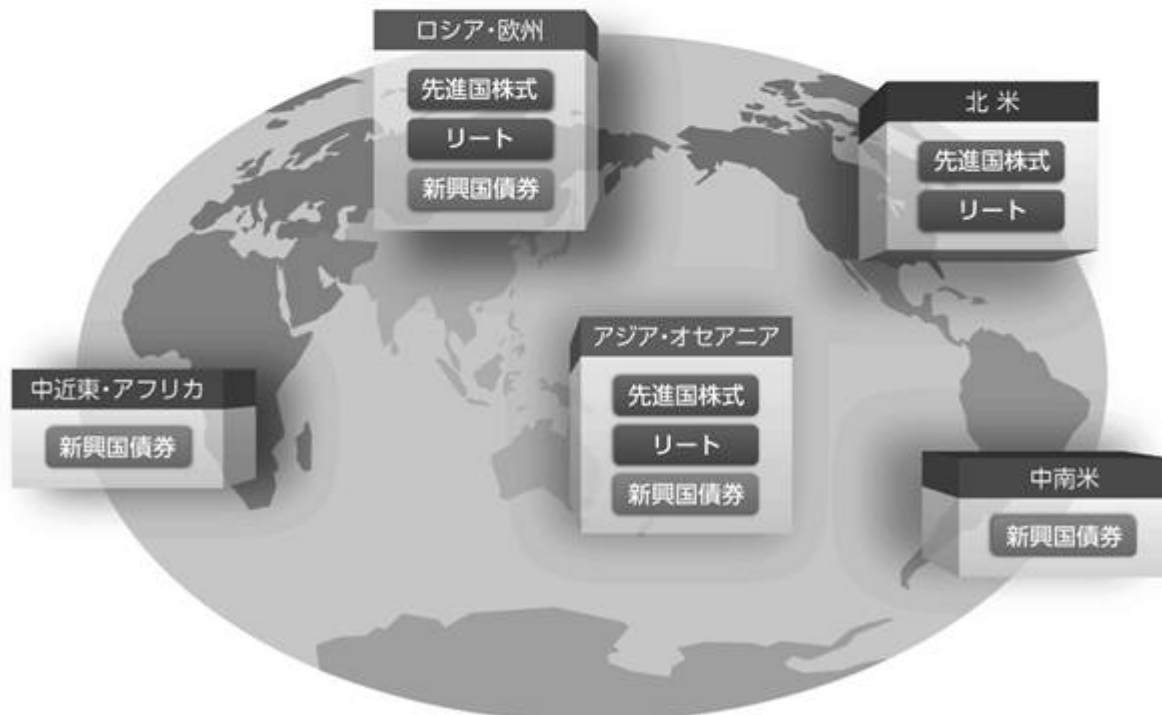 ロシア・欧州
先進国株式
リート
新興国債券
北米
先進国株式
リート
アジア・オセアニア
先進国株式
リート
新興国債券
中近東・アフリカ
新興国債券
中南米
新興国債券